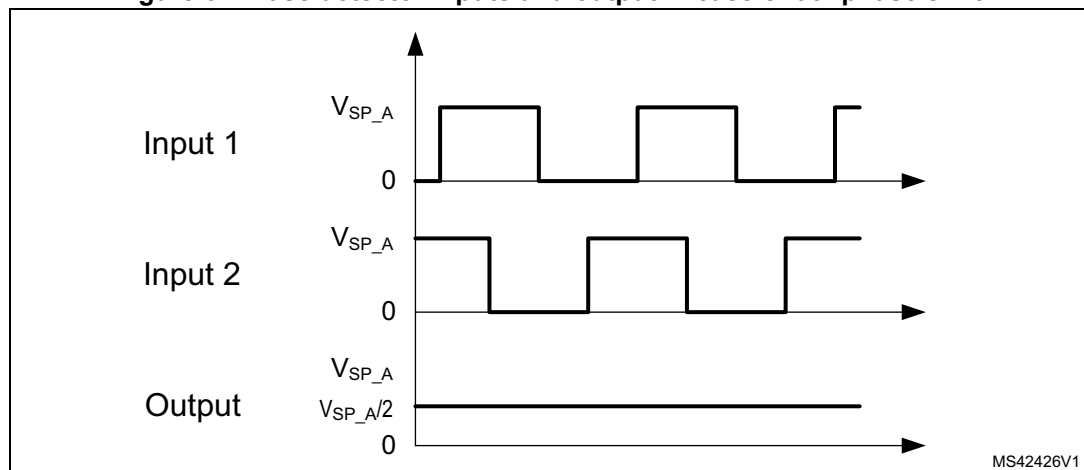 V_SP_A
Input 1
0
V_SP_A
Input 2
0
V_SP_A
Output
V_SP_A/2
0
MS42426V1